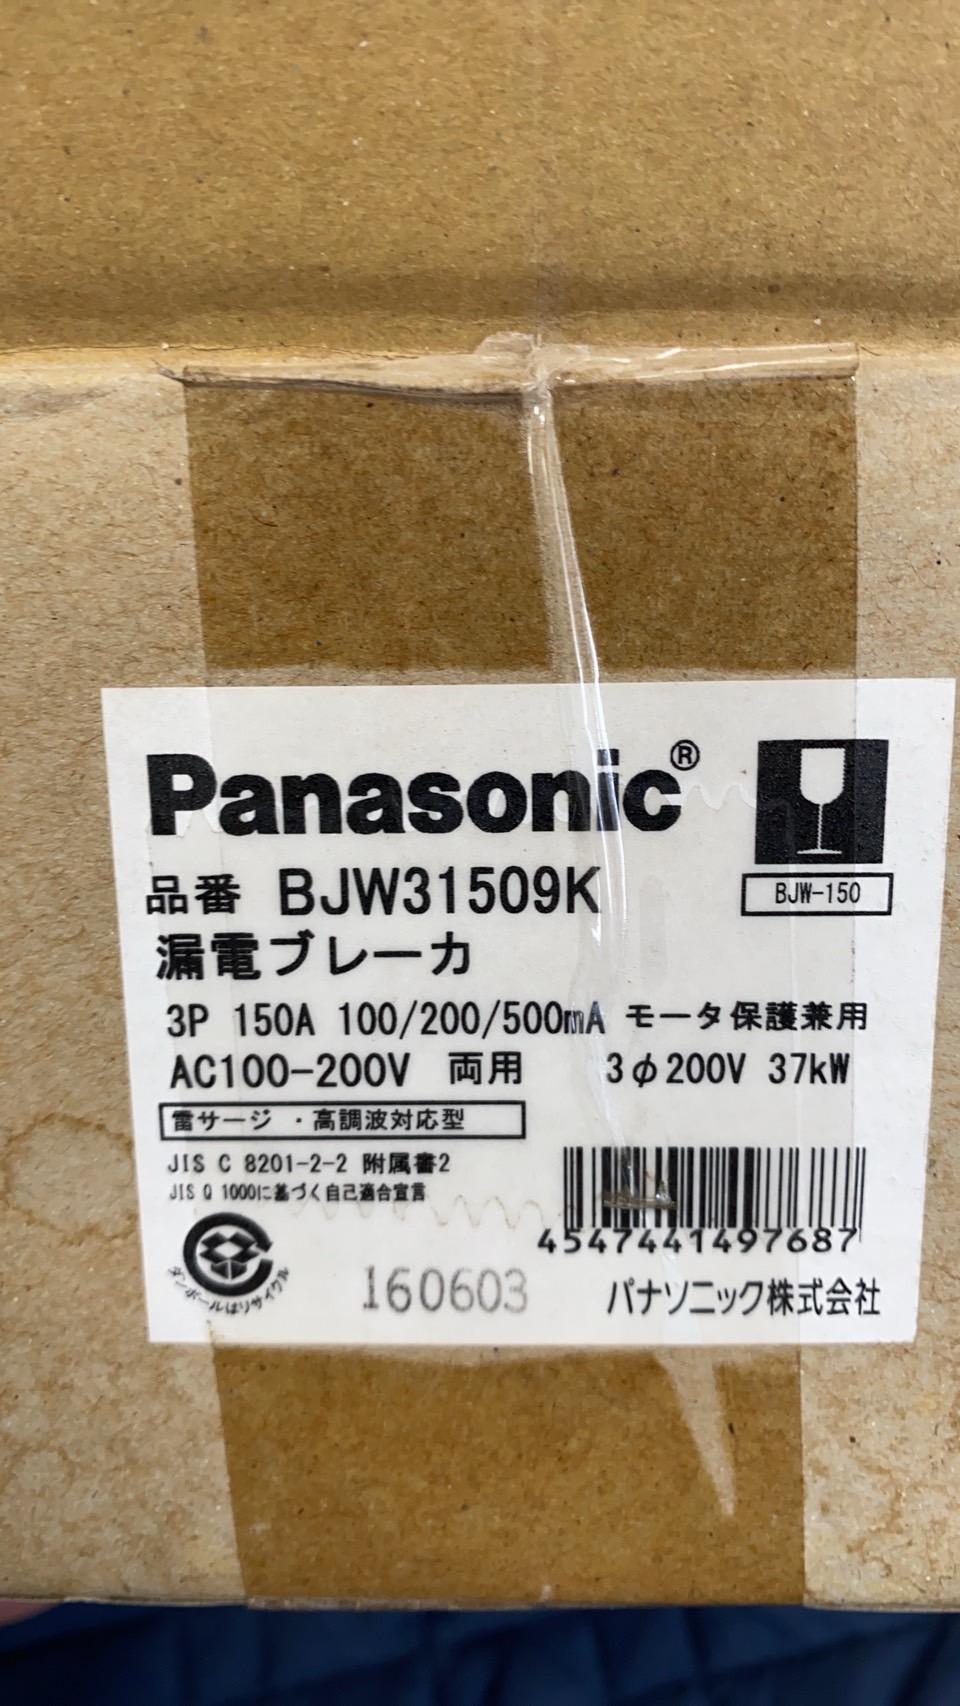 Panasonic®
品番 BJW31509K
BJW-150
漏電ブレーカ
3P 150A 100/200/500mA モータ保護兼用
AC100-200V 両用 3φ200V 37kW
雷サージ ・高調波対応型
JIS C 8201-2-2 附属書2
JIS Q 1000に基づく自己適合宣言
4547441497687
ダンボールはリサイクル
160603
パナソニック株式会社